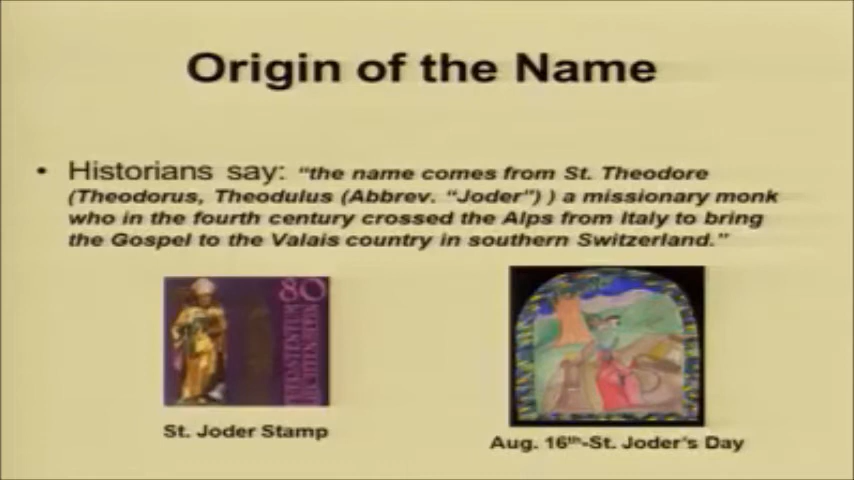 Origin of the Name
• Historians say: “the name comes from St. Theodore
(Theodorus, Theodulus (Abbrev. “Joder”) ) a missionary monk
who in the fourth century crossed the Alps from Italy to bring
the Gospel to the Valais country in southern Switzerland.”
80
FUERSTENTUM
LIECHTENSTEIN
St. Joder Stamp
Aug. 16th-St. Joder’s Day